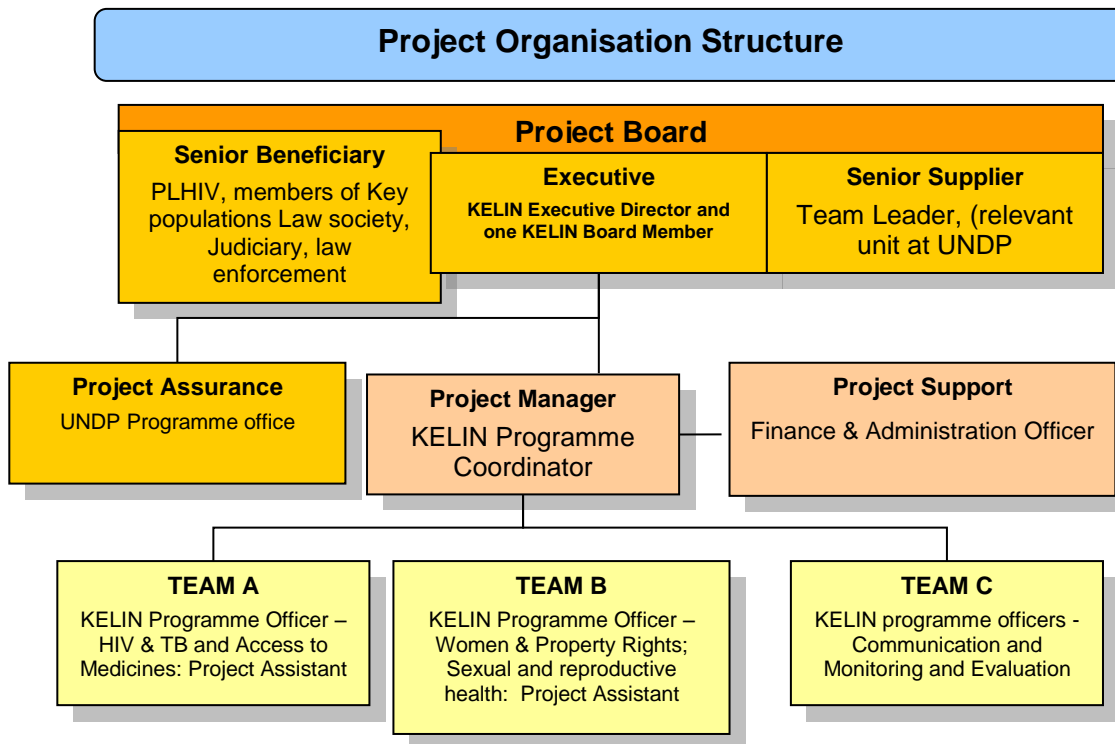 Project Organisation Structure
Project Board
Senior Beneficiary
PLHIV, members of Key
populations Law society,
Judiciary, law
enforcement
Executive
KELIN Executive Director and
one KELIN Board Member
Senior Supplier
Team Leader, (relevant
unit at UNDP
Project Assurance
UNDP Programme office
Project Manager
KELIN Programme
Coordinator
Project Support
Finance & Administration Officer
TEAM A
KELIN Programme Officer –
HIV & TB and Access to
Medicines: Project Assistant
TEAM B
KELIN Programme Officer –
Women & Property Rights;
Sexual and reproductive
health: Project Assistant
TEAM C
KELIN programme officers -
Communication and
Monitoring and Evaluation